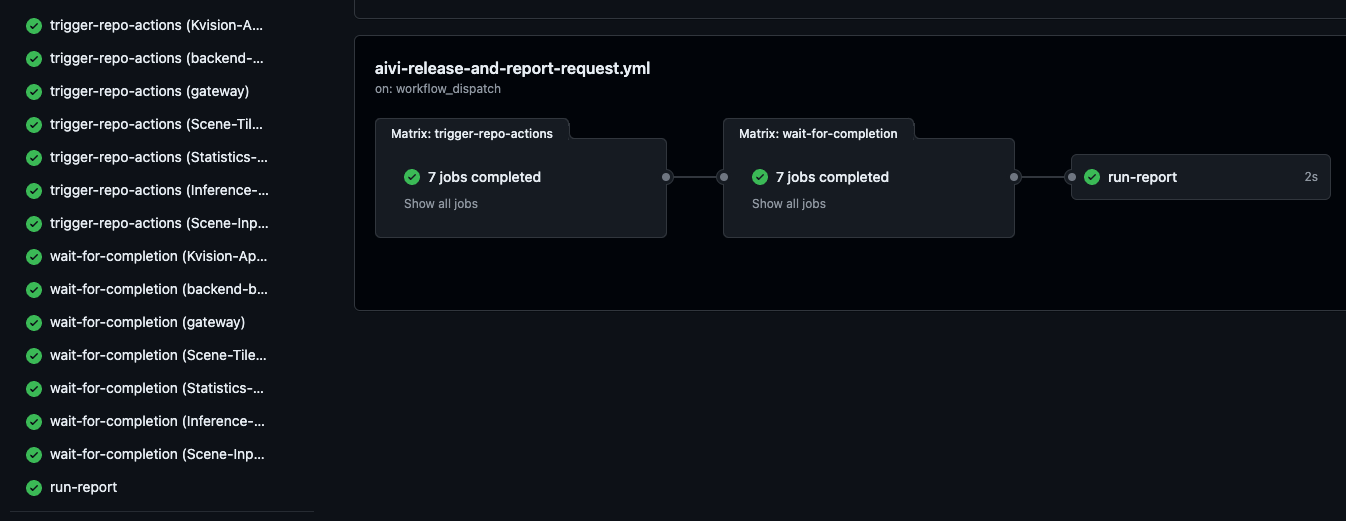 trigger-repo-actions (Kvision-A...
trigger-repo-actions (backend-...
trigger-repo-actions (gateway)
trigger-repo-actions (Scene-Til...
trigger-repo-actions (Statistics-...
trigger-repo-actions (Inference-...
trigger-repo-actions (Scene-Inp...
wait-for-completion (Kvision-Ap...
wait-for-completion (backend-b...
wait-for-completion (gateway)
wait-for-completion (Scene-Tile...
wait-for-completion (Statistics-...
wait-for-completion (Inference-...
wait-for-completion (Scene-Inp...
run-report
aivi-release-and-report-request.yml
on: workflow_dispatch
Matrix: trigger-repo-actions
7 jobs completed
Show all jobs
Matrix: wait-for-completion
7 jobs completed
Show all jobs
run-report 2s